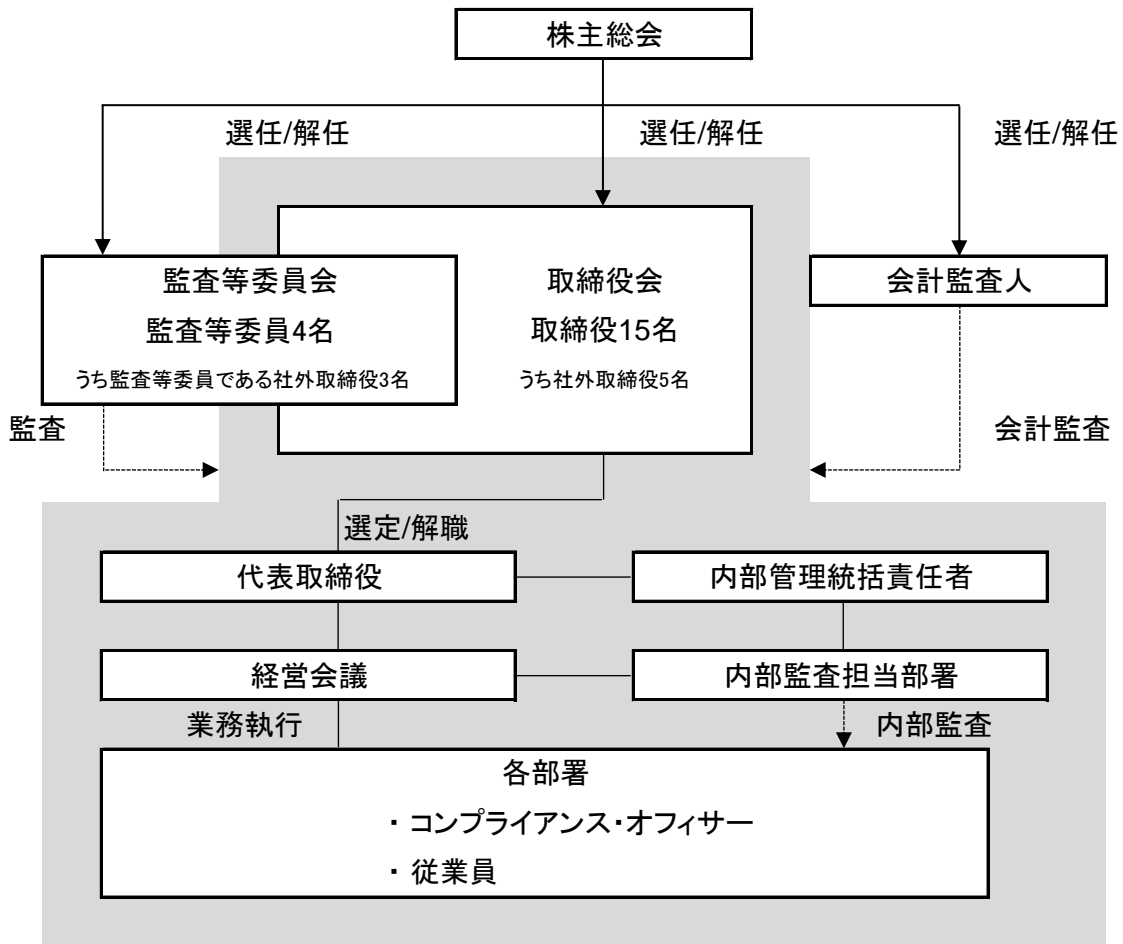 株主総会
選任/解任
選任/解任
選任/解任
監査等委員会
監査等委員4名
うち監査等委員である社外取締役3名
取締役会
取締役15名
うち社外取締役5名
会計監査人
監査
会計監査
選定/解職
代表取締役
内部管理統括責任者
経営会議
内部監査担当部署
業務執行
内部監査
各部署
・コンプライアンス・オフィサー
・従業員